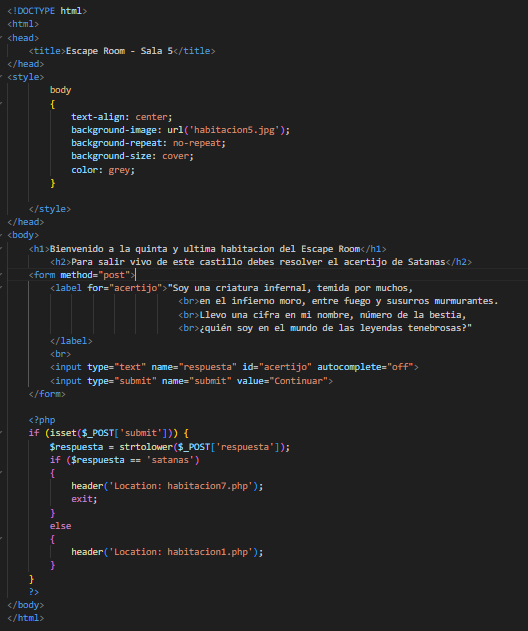 <!DOCTYPE html>
<html>
<head>
    <title>Escape Room - Sala 5</title>
</head>
<style>
        body
        {
            text-align: center;
            background-image: url('habitacion5.jpg');
            background-repeat: no-repeat;
            background-size: cover;
            color: grey;
        }

    </style>
</head>
<body>
    <h1>Bienvenido a la quinta y ultima habitacion del Escape Room</h1>
        <h2>Para salir vivo de este castillo debes resolver el acertijo de Satanas</h2>
    <form method="post">
        <label for="acertijo">"Soy una criatura infernal, temida por muchos,
                                <br>en el infierno moro, entre fuego y susurros murmurantes.
                                <br>Llevo una cifra en mi nombre, número de la bestia,
                                <br>¿quién soy en el mundo de las leyendas tenebrosas?"
        </label>
        <br>
        <input type="text" name="respuesta" id="acertijo" autocomplete="off">
        <input type="submit" name="submit" value="Continuar">
    </form>

    <?php
    if (isset($_POST['submit'])) {
        $respuesta = strtolower($_POST['respuesta']);
        if ($respuesta == 'satanas')
        {
            header('Location: habitacion7.php');
            exit;
        }
        else
        {
            header('Location: habitacion1.php');
        }
    }
    ?>
</body>
</html>